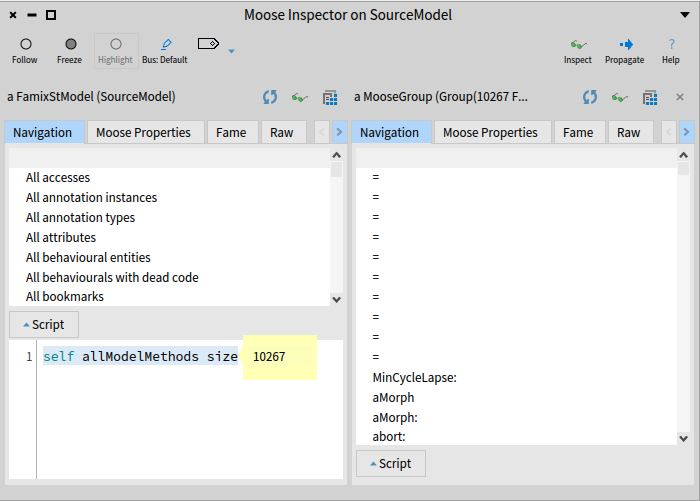 Moose Inspector on SourceModel
Follow
Freeze
Highlight
Bus: Default
Inspect
Propagate
?
Help
a FamixStModel (SourceModel)
a MooseGroup (Group(10267 F...
Navigation
Moose Properties
Fame
Raw
Navigation
Moose Properties
Fame
Raw
All accesses
All annotation instances
All annotation types
All attributes
All behavioural entities
All behaviourals with dead code
All bookmarks
Script
1 self allModelMethods size 10267
=
=
=
=
=
=
=
=
=
=
MinCycleLapse:
aMorph
aMorph:
abort:
Script